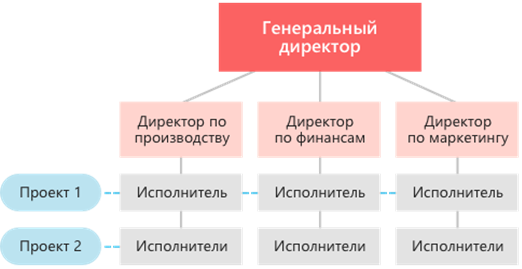 Генеральный
директор
Директор по
производству
Директор
по финансам
Директор
по маркетингу
Проект 1
Исполнитель
Исполнитель
Исполнитель
Проект 2
Исполнители
Исполнители
Исполнители